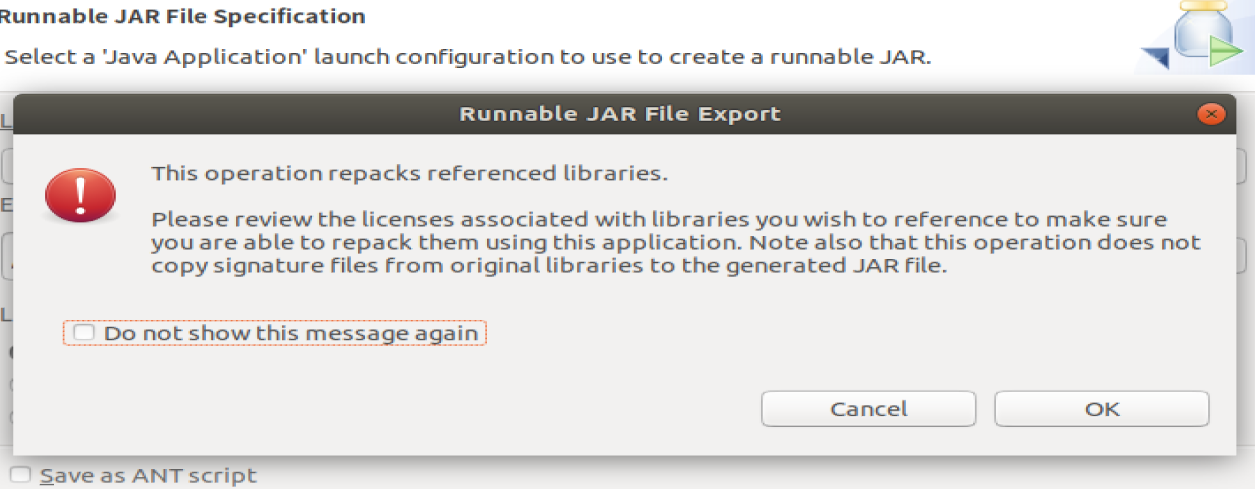 Runnable JAR File Specification
Select a 'Java Application' launch configuration to use to create a runnable JAR.
Runnable JAR File Export
This operation repacks referenced libraries.
Please review the licenses associated with libraries you wish to reference to make sure
you are able to repack them using this application. Note also that this operation does not
copy signature files from original libraries to the generated JAR file.
Do not show this message again
Cancel
OK
Save as ANT script